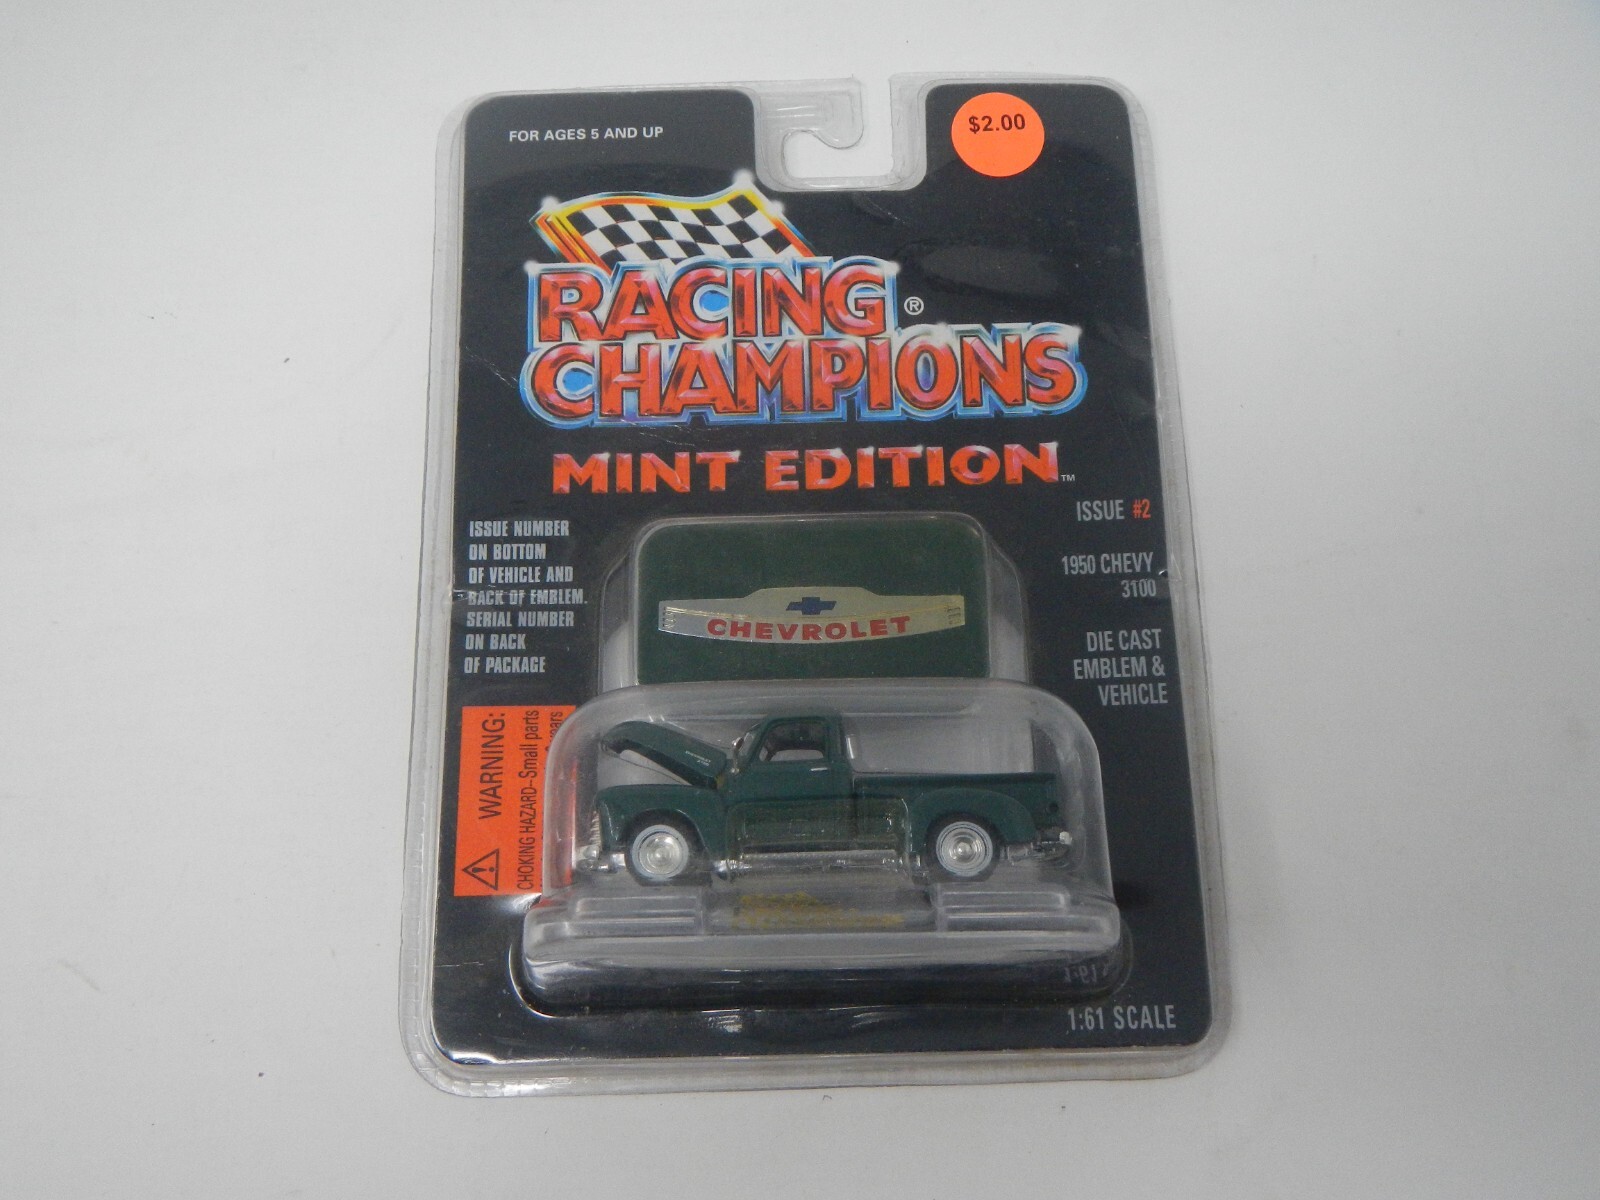 FOR AGES 5 AND UP
$2.00
RACING ®
CHAMPIONS
MINT EDITION™
ISSUE #2
1950 CHEVY
3100
DIE CAST
EMBLEM &
VEHICLE
ISSUE NUMBER
ON BOTTOM
OF VEHICLE AND
BACK OF EMBLEM.
SERIAL NUMBER
ON BACK
OF PACKAGE
CHEVROLET
WARNING:
CHOKING HAZARD–Small parts
1:61 SCALE